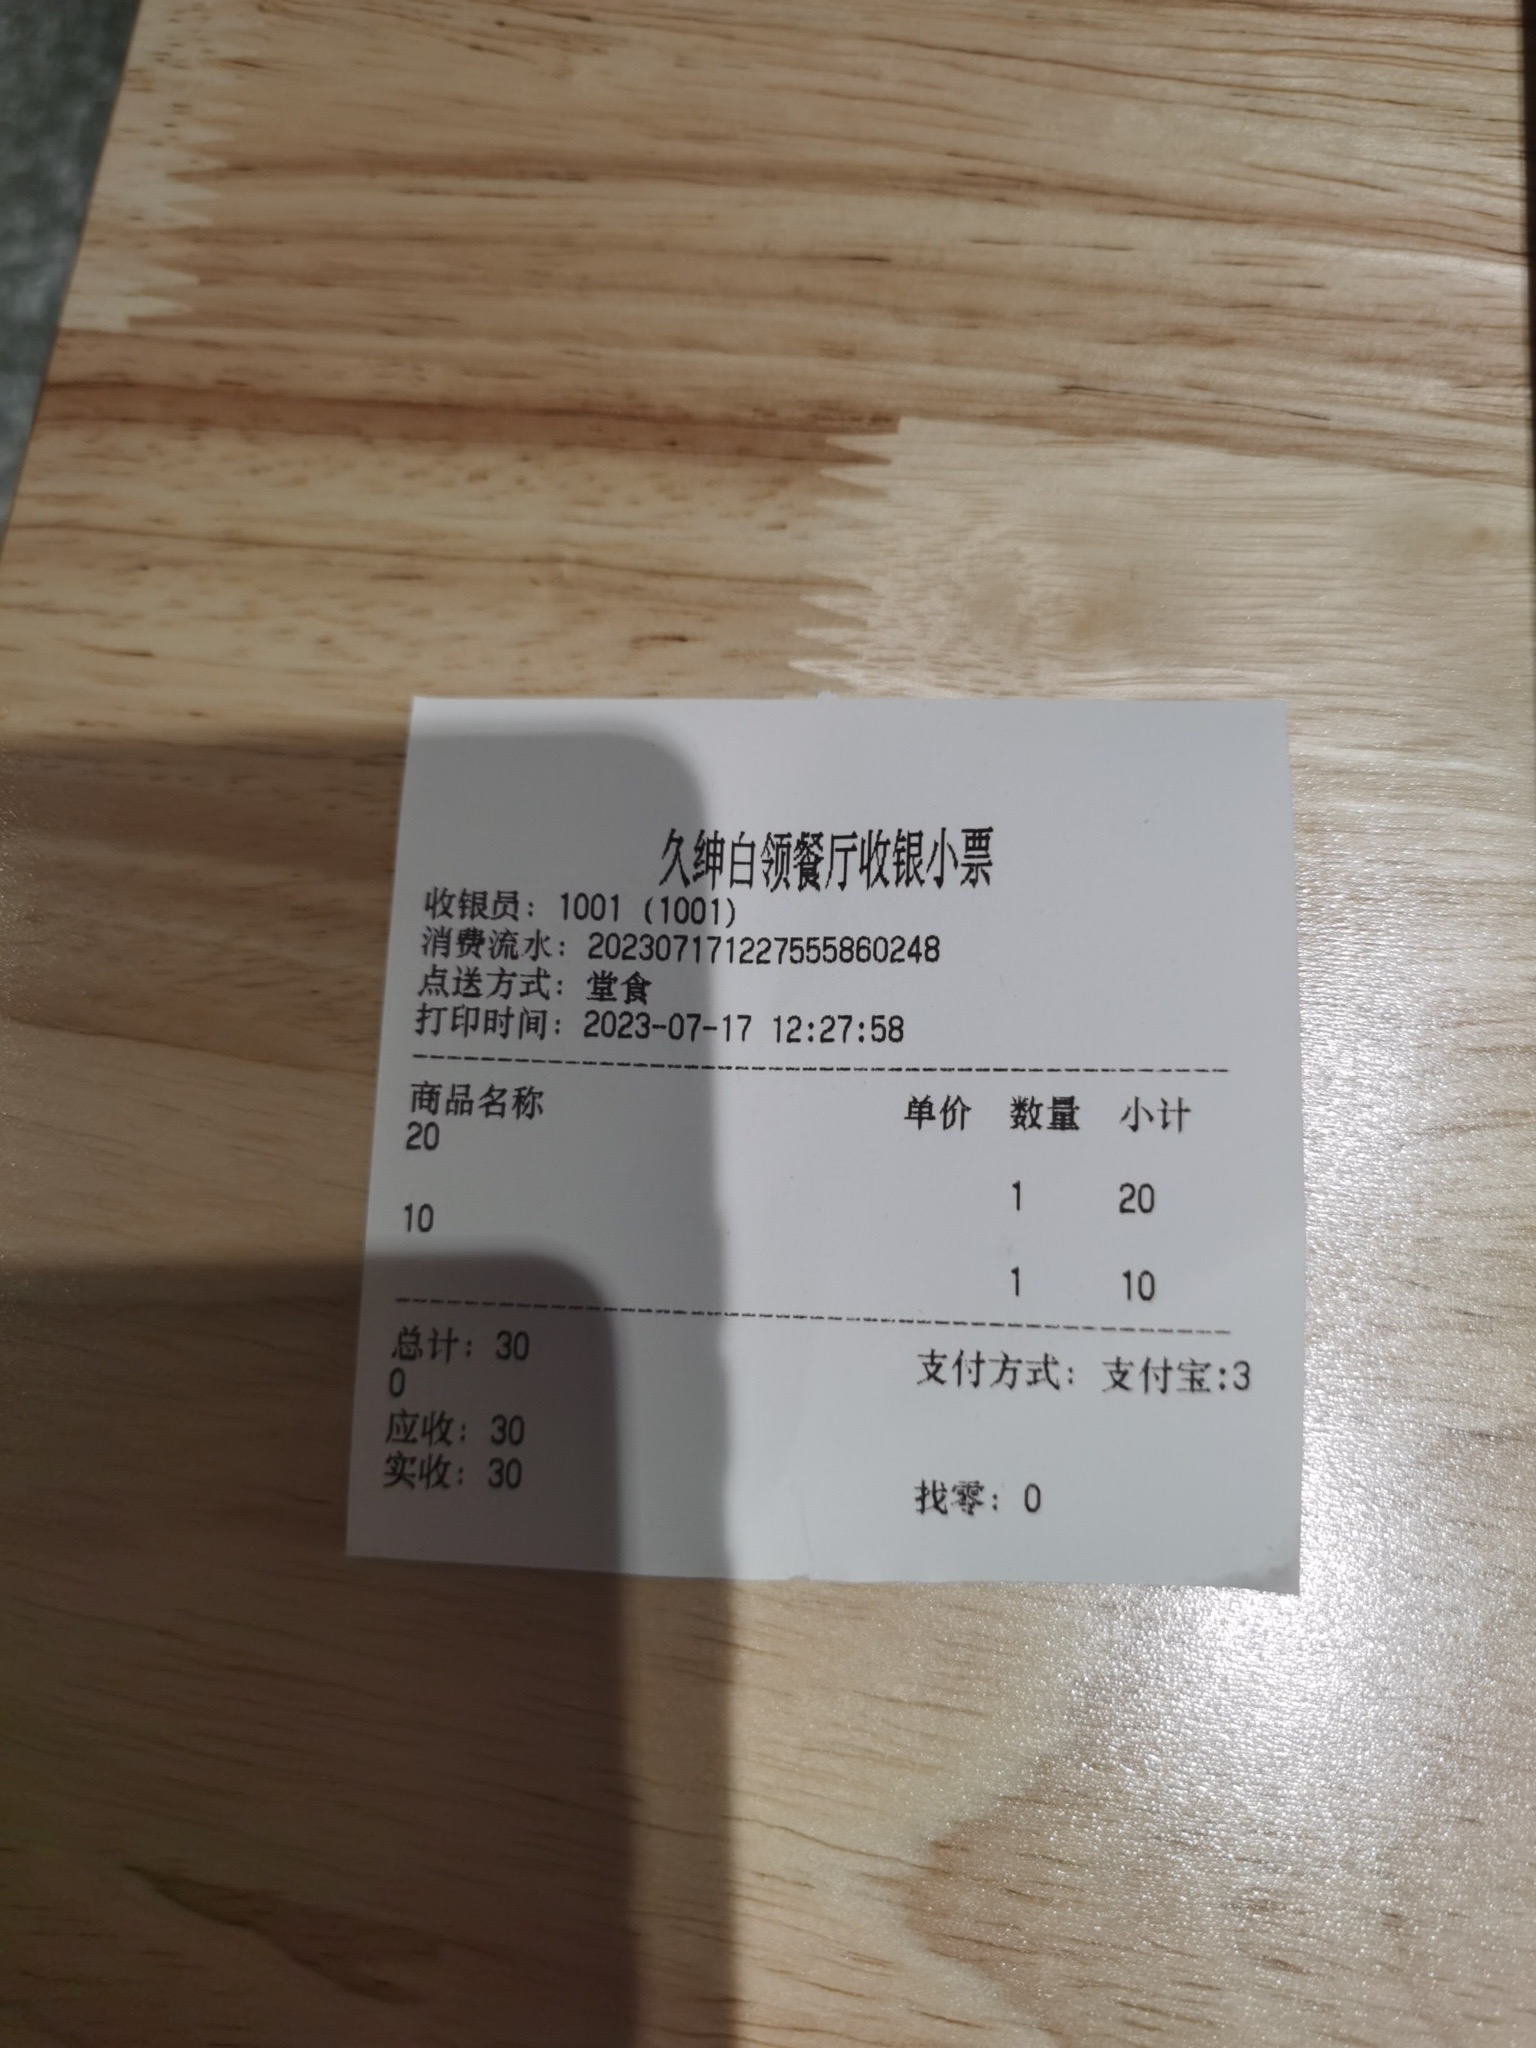 久绅白领餐厅收银小票
收银员：1001 (1001)
消费流水：202307171227555860248
点送方式：堂食
打印时间：2023-07-17 12:27:58
商品名称 单价 数量 小计
20
1 20
10
1 10
总计：30 支付方式：支付宝:3
0
应收：30
实收：30 找零：0